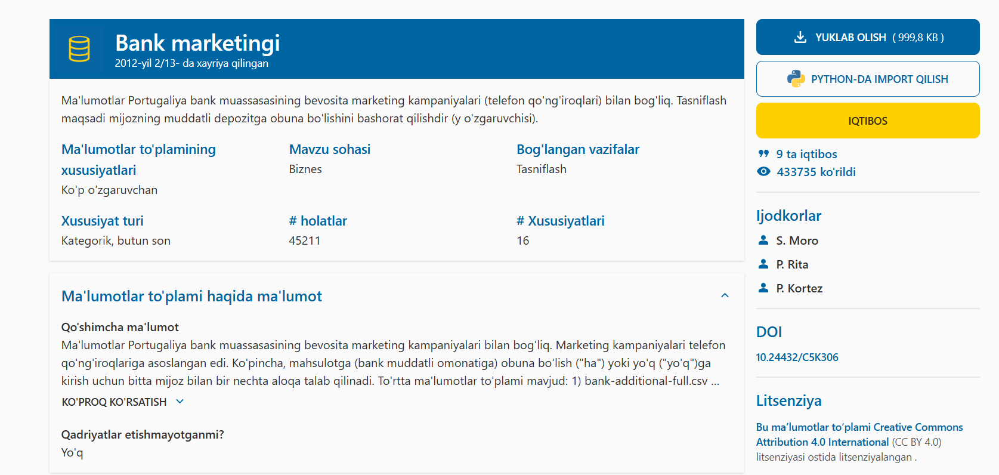 Bank marketingi
2012-yil 2/13- da xayriya qilingan
Ma'lumotlar Portugaliya bank muassasasining bevosita marketing kampaniyalari (telefon qo'ng'iroqlari) bilan bog'liq. Tasniflash
maqsadi mijozning muddatli depozitga obuna bo'lishini bashorat qilishdir (y o'zgaruvchisi).
Ma'lumotlar to'plamining
xususiyatlari
Ko'p o'zgaruvchan
Mavzu sohasi
Biznes
Bog'langan vazifalar
Tasniflash
Xususiyat turi
Kategorik, butun son
# holatlar
45211
# Xususiyatlari
16
Ma'lumotlar to'plami haqida ma'lumot
Qo'shimcha ma'lumot
Ma'lumotlar Portugaliya bank muassasasining bevosita marketing kampaniyalari bilan bog'liq. Marketing kampaniyalari telefon
qo'ng'iroqlariga asoslangan edi. Ko'pincha, mahsulotga (bank muddatli omonatiga) obuna bo'lish ("ha") yoki yo'q ("yo'q")ga
kirish uchun bitta mijoz bilan bir nechta aloqa talab qilinadi. To'rtta ma'lumotlar to'plami mavjud: 1) bank-additional-full.csv ...
KO'PROQ KO'RSATISH
Qadriyatlar etishmayotganmi?
Yo'q
YUKLAB OLISH ( 999,8 KB )
PYTHON-DA IMPORT QILISH
IQTIBOS
9 ta iqtibos
433735 ko'rildi
Ijodkorlar
S. Moro
P. Rita
P. Kortez
DOI
10.24432/C5K306
Litsenziya
Bu maʼlumotlar toʻplami Creative Commons
Attribution 4.0 International (CC BY 4.0)
litsenziyasi ostida litsenziyalangan .